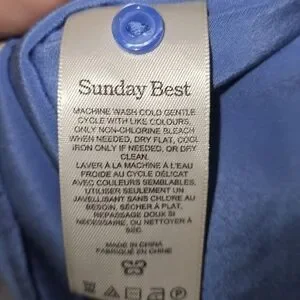 Sunday Best
MACHINE WASH COLD GENTLE
CYCLE WITH LIKE COLOURS,
ONLY NON-CHLORINE BLEACH
WHEN NEEDED, DRY FLAT, COOL
IRON ONLY IF NEEDED, OR DRY
CLEAN.
LAVER À LA MACHINE À L'EAU
FROIDE AU CYCLE DÉLICAT
AVEC COULEURS SEMBLABLES,
UTILISER SEULEMENT UN
JAVELLISANT SANS CHLORE AU
BESOIN, SÉCHER À PLAT,
REPASSAGE DOUX SI
NÉCESSAIRE, OU NETTOYER À
SEC.
MADE IN CHINA
FABRIQUÉ EN CHINE